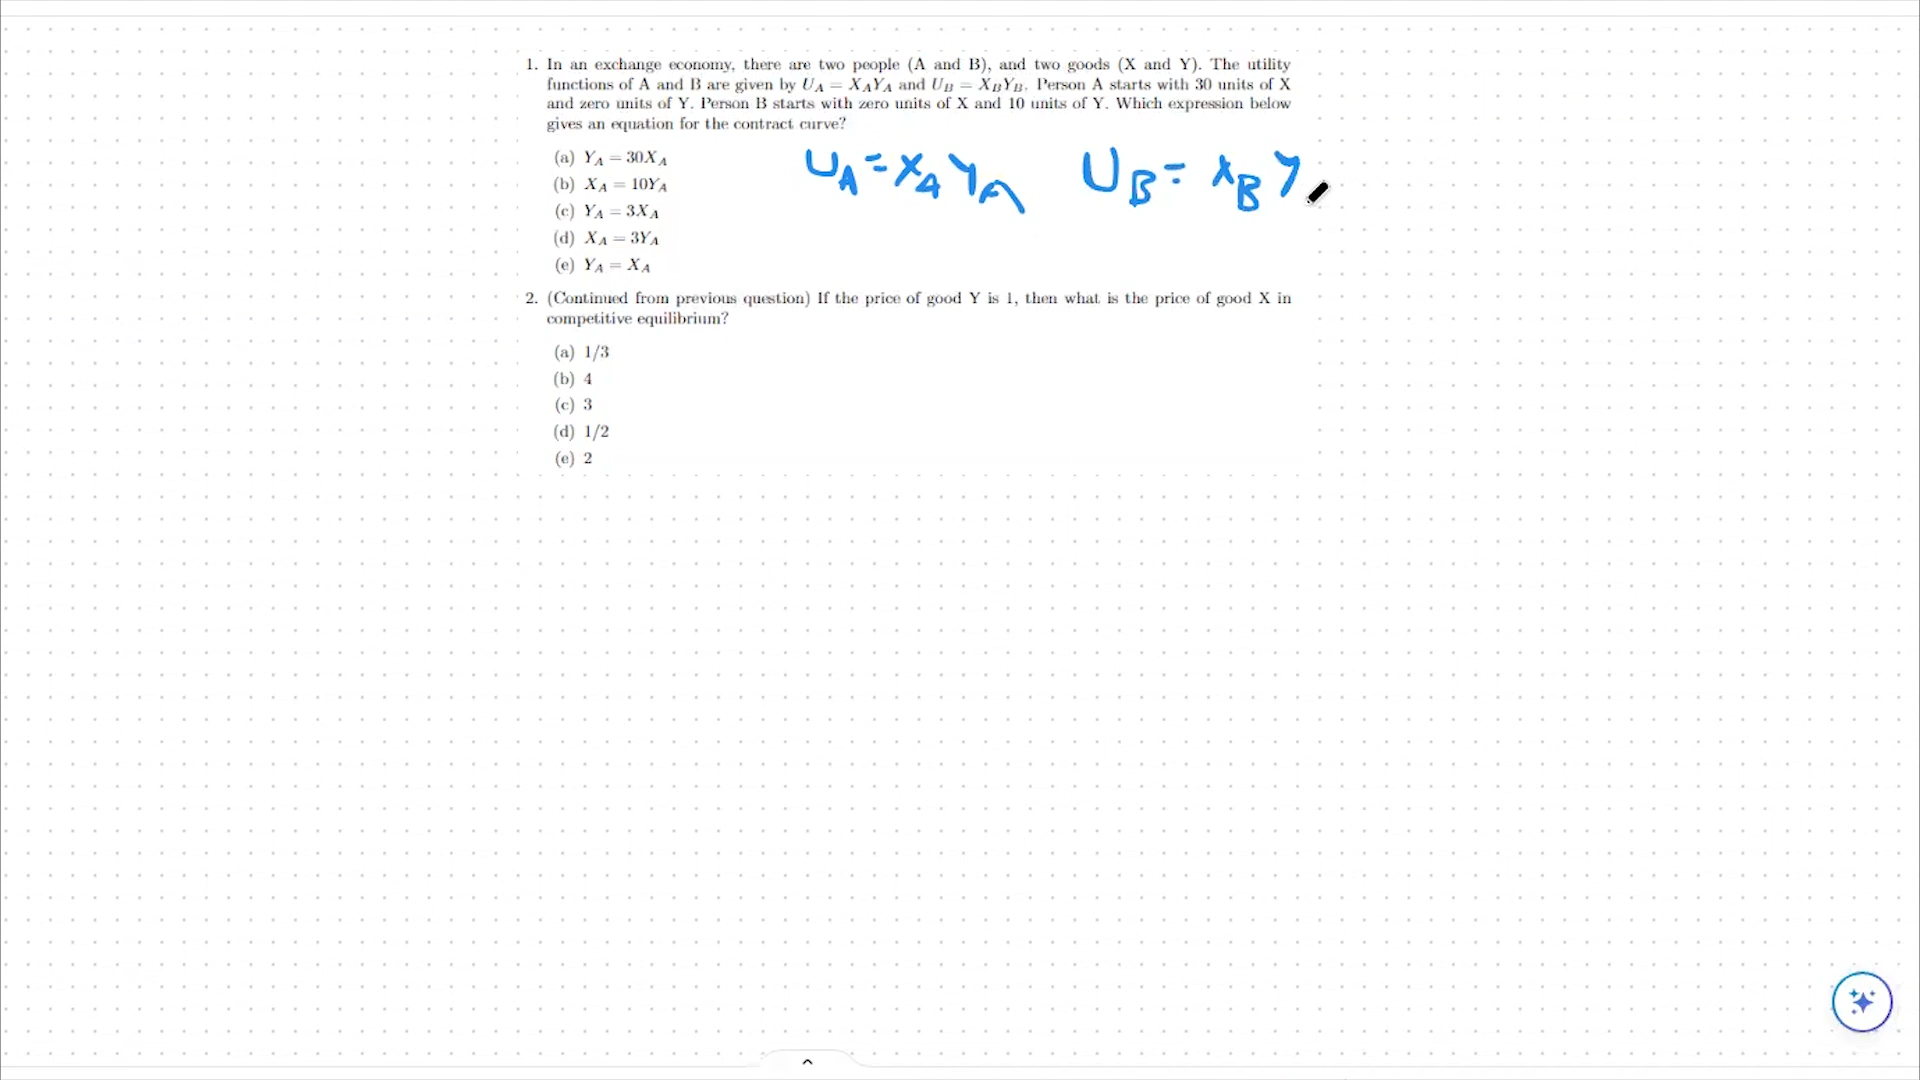 1. In an exchange economy, there are two people (A and B), and two goods (X and Y). The utility
functions of A and B are given by U_A = X_AY_A and U_B = X_BY_B. Person A starts with 30 units of X
and zero units of Y. Person B starts with zero units of X and 10 units of Y. Which expression below
gives an equation for the contract curve?
(a) Y_A = 30X_A
U_A = X_A Y_A U_B = X_B Y
(b) X_A = 10Y_A
(c) Y_A = 3X_A
(d) X_A = 3Y_A
(e) Y_A = X_A
2. (Continued from previous question) If the price of good Y is 1, then what is the price of good X in
competitive equilibrium?
(a) 1/3
(b) 4
(c) 3
(d) 1/2
(e) 2